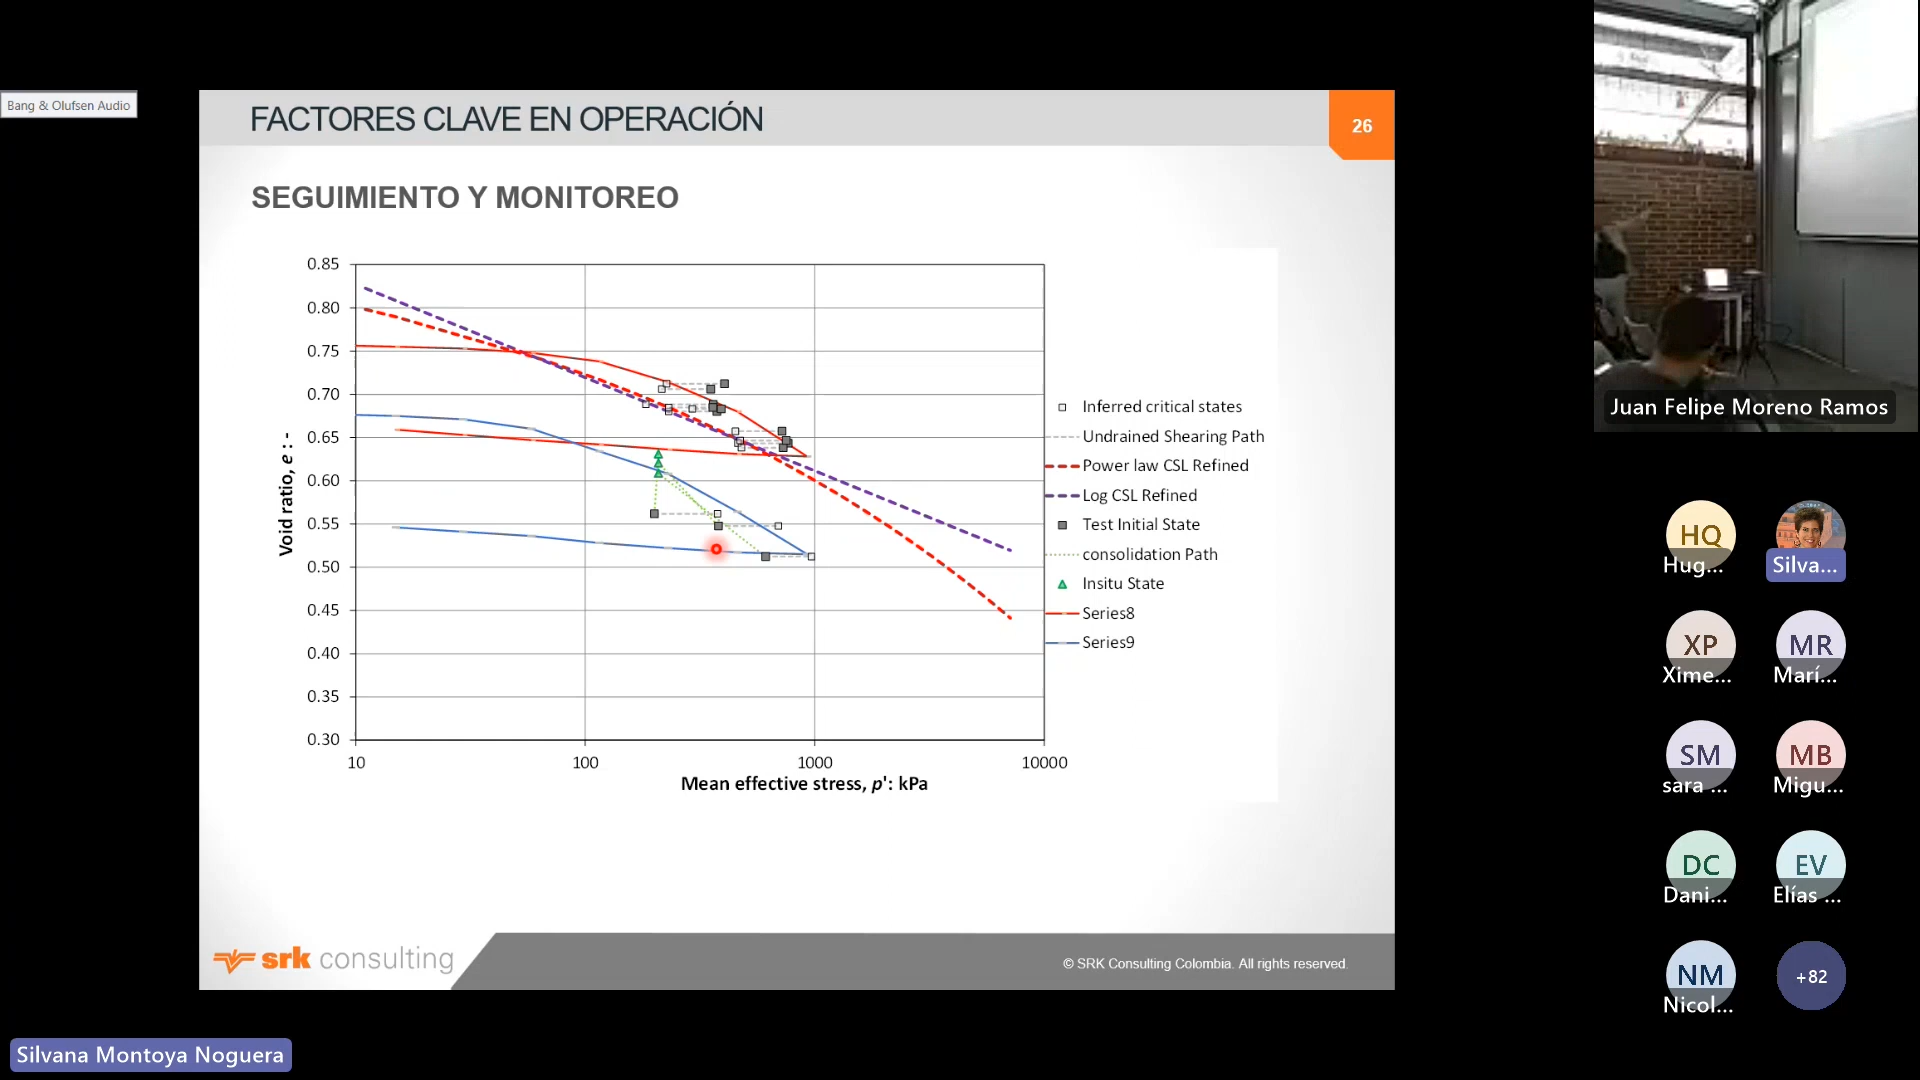 Bang & Olufsen Audio
FACTORES CLAVE EN OPERACIÓN
26
SEGUIMIENTO Y MONITOREO
0.85
0.80
0.75
0.70
0.65
0.60
0.55
0.50
0.45
0.40
0.35
0.30
Void ratio, e : -
10
100
1000
10000
Mean effective stress, p': kPa
Inferred critical states
Undrained Shearing Path
Power law CSL Refined
Log CSL Refined
Test Initial State
consolidation Path
Insitu State
Series8
Series9
srk consulting
© SRK Consulting Colombia. All rights reserved.
Silvana Montoya Noguera
Juan Felipe Moreno Ramos
HQ
Hug...
Silva...
XP
Xime...
MR
Marí...
SM
sara ...
MB
Migu...
DC
Dani...
EV
Elías ...
NM
Nicol...
+82